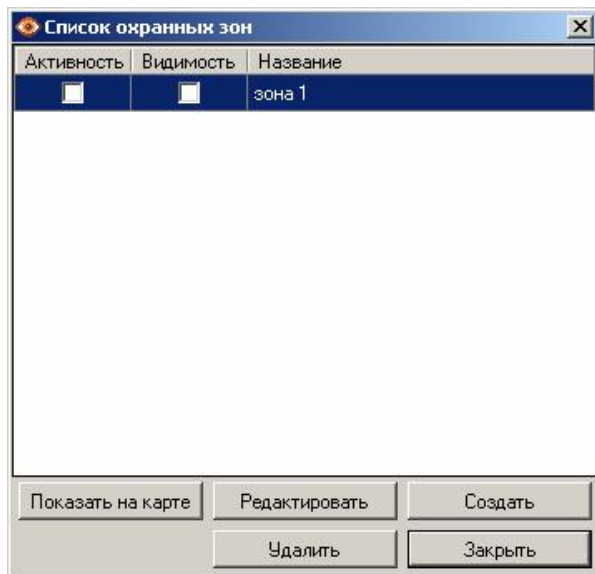 Список охранных зон
Активность Видимость Название
зона 1
Показать на карте Редактировать Создать
Удалить Закрыть